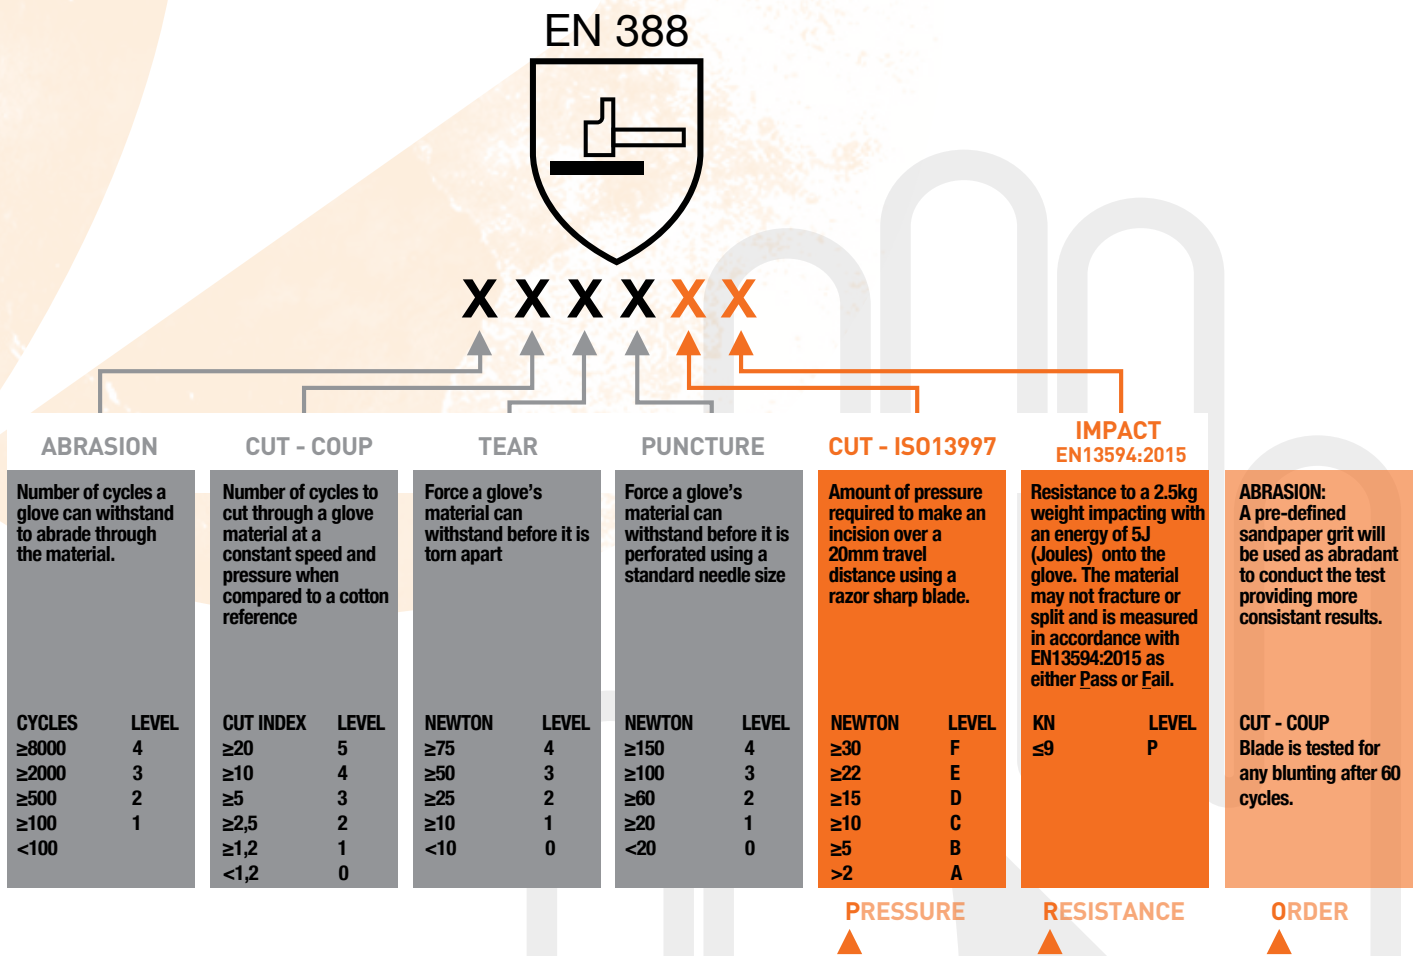 EN 388
X X X X X X
ABRASION
Number of cycles a
glove can withstand
to abrade through
the material.
CYCLES LEVEL
≥8000 4
≥2000 3
≥500 2
≥100 1
<100
CUT - COUP
Number of cycles to
cut through a glove
material at a
constant speed and
pressure when
compared to a cotton
reference
CUT INDEX LEVEL
≥20 5
≥10 4
≥5 3
≥2,5 2
≥1,2 1
<1,2 0
TEAR
Force a glove's
material can
withstand before it is
torn apart
NEWTON LEVEL
≥75 4
≥50 3
≥25 2
≥10 1
<10 0
PUNCTURE
Force a glove's
material can
withstand before it is
perforated using a
standard needle size
NEWTON LEVEL
≥150 4
≥100 3
≥60 2
≥20 1
<20 0
CUT - ISO13997
Amount of pressure
required to make an
incision over a
20mm travel
distance using a
razor sharp blade.
NEWTON LEVEL
≥30 F
≥22 E
≥15 D
≥10 C
≥5 B
>2 A
IMPACT
EN13594:2015
Resistance to a 2.5kg
weight impacting with
an energy of 5J
(Joules) onto the
glove. The material
may not fracture or
split and is measured
in accordance with
EN13594:2015 as
either Pass or Fail.
KN LEVEL
≤9 P
ABRASION:
A pre-defined
sandpaper grit will
be used as abradant
to conduct the test
providing more
consistant results.
CUT - COUP
Blade is tested for
any blunting after 60
cycles.
PRESSURE
RESISTANCE
ORDER